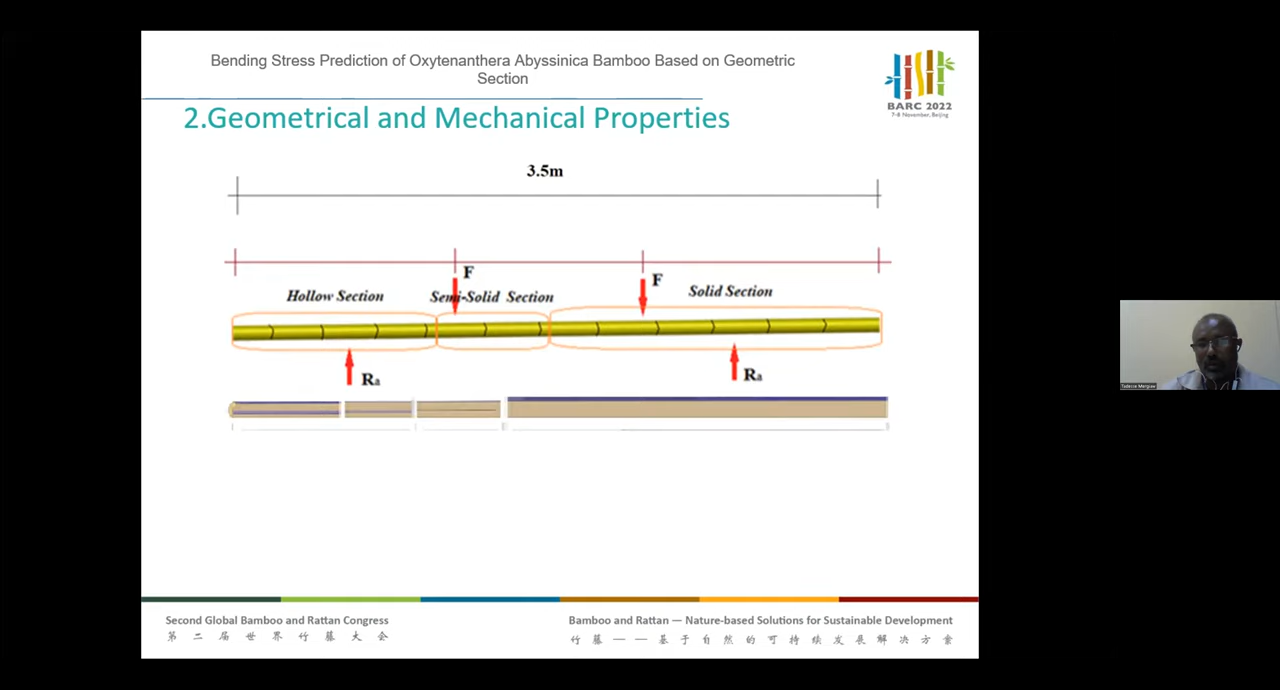 Bending Stress Prediction of Oxytenanthera Abyssinica Bamboo Based on Geometric
Section
BARC 2022
7-8 November, Beijing
2.Geometrical and Mechanical Properties
3.5m
F
F
Hollow Section
Semi-Solid Section
Solid Section
Ra
Ra
Tadesse Mergiaw
Second Global Bamboo and Rattan Congress
第二届世界竹藤大会
Bamboo and Rattan — Nature-based Solutions for Sustainable Development
竹藤——基于自然的可持续发展解决方案